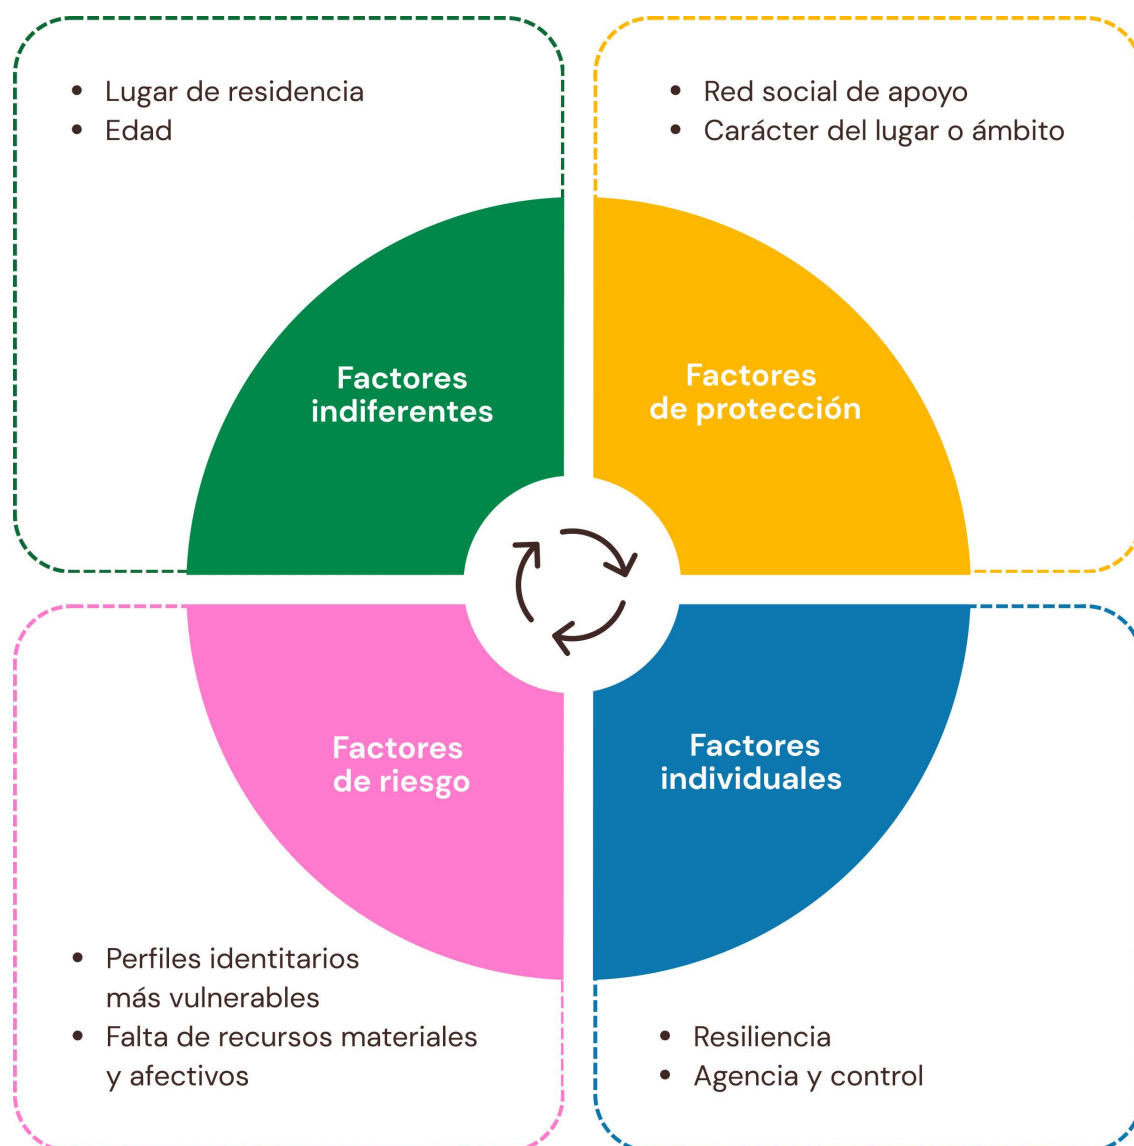 • Lugar de residencia
• Edad
Factores
indiferentes
• Red social de apoyo
• Carácter del lugar o ámbito
Factores
de protección
Factores
de riesgo
• Perfiles identitarios
más vulnerables
• Falta de recursos materiales
y afectivos
Factores
individuales
• Resiliencia
• Agencia y control